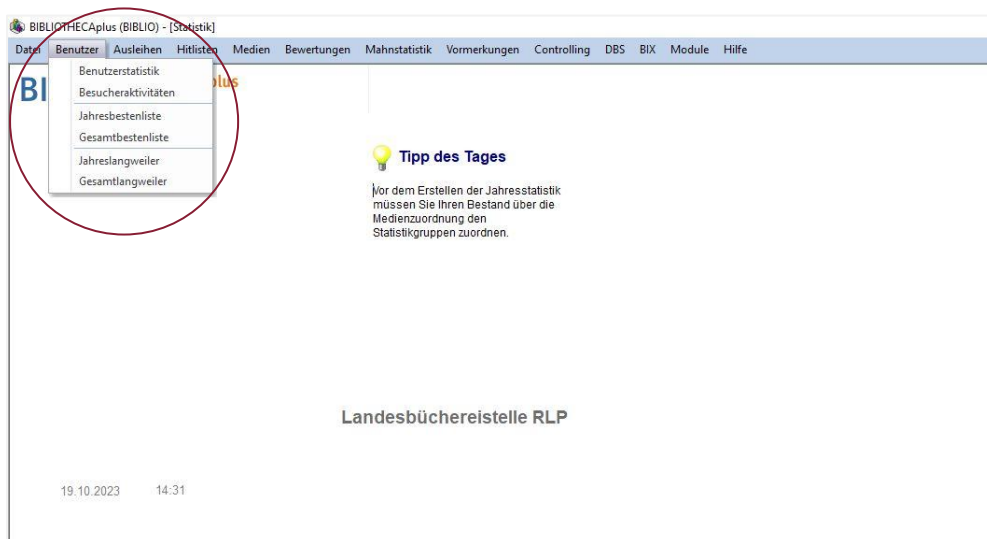 BIBLIOTHECAplus (BIBLIO) - [Statistik]
Datei Benutzer Ausleihen Hitlisten Medien Bewertungen Mahnstatistik Vormerkungen Controlling DBS BIX Module Hilfe
BI plus
Benutzerstatistik
Besucheraktivitäten
Jahresbestenliste
Gesamtbestenliste
Jahreslangweiler
Gesamtlangweiler
Tipp des Tages
Vor dem Erstellen der Jahresstatistik
müssen Sie Ihren Bestand über die
Medienzuordnung den
Statistikgruppen zuordnen.
Landesbüchereistelle RLP
19.10.2023 14:31